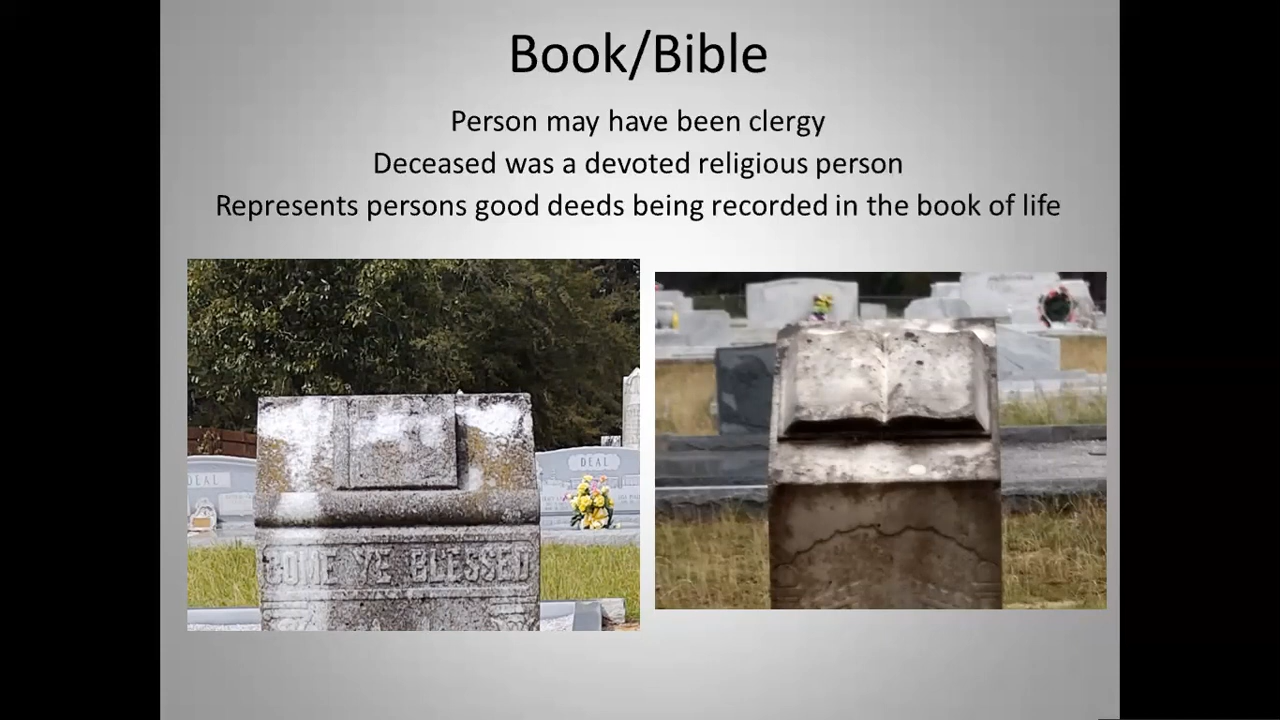 Book/Bible
Person may have been clergy
Deceased was a devoted religious person
Represents persons good deeds being recorded in the book of life
DEAL
DEAL
COME YE BLESSED